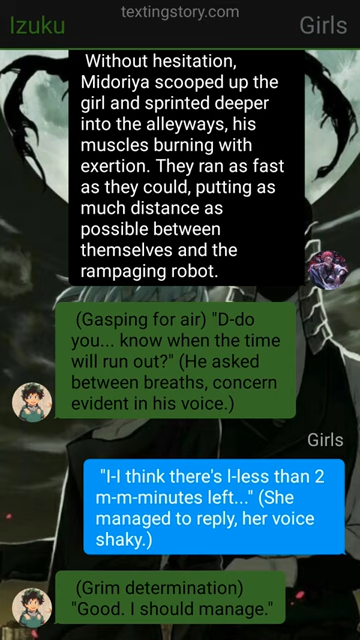 textingstory.com
Izuku
Girls
Without hesitation,
Midoriya scooped up the
girl and sprinted deeper
into the alleyways, his
muscles burning with
exertion. They ran as fast
as they could, putting as
much distance as
possible between
themselves and the
rampaging robot.
(Gasping for air) "D-do
you... know when the time
will run out?" (He asked
between breaths, concern
evident in his voice.)
Girls
"I-I think there's l-less than 2
m-m-minutes left..." (She
managed to reply, her voice
shaky.)
(Grim determination)
"Good. I should manage."